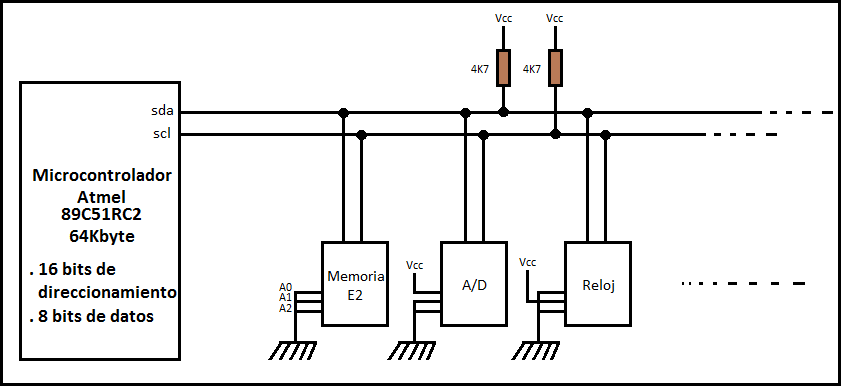 Vcc
Vcc
4K7
4K7
sda
scl
Microcontrolador
Atmel
89C51RC2
64Kbyte
. 16 bits de
direccionamiento
. 8 bits de datos
A0
A1
A2
Memoria
E2
Vcc
A/D
Vcc
Reloj